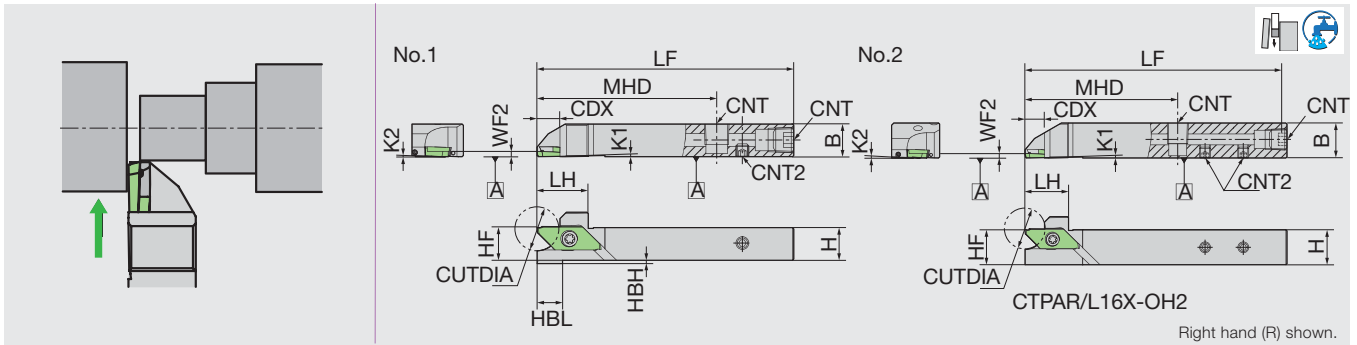 No.1
LF
MHD
CDX
CNT
CNT
WF2
K2
K1
B
A
A
CNT2
LH
HF
H
CUTDIA
HBH
HBL
No.2
LF
MHD
CDX
CNT
CNT
WF2
K2
K1
B
A
A
CNT2
LH
HF
H
CUTDIA
CTPAR/L16X-OH2
Right hand (R) shown.